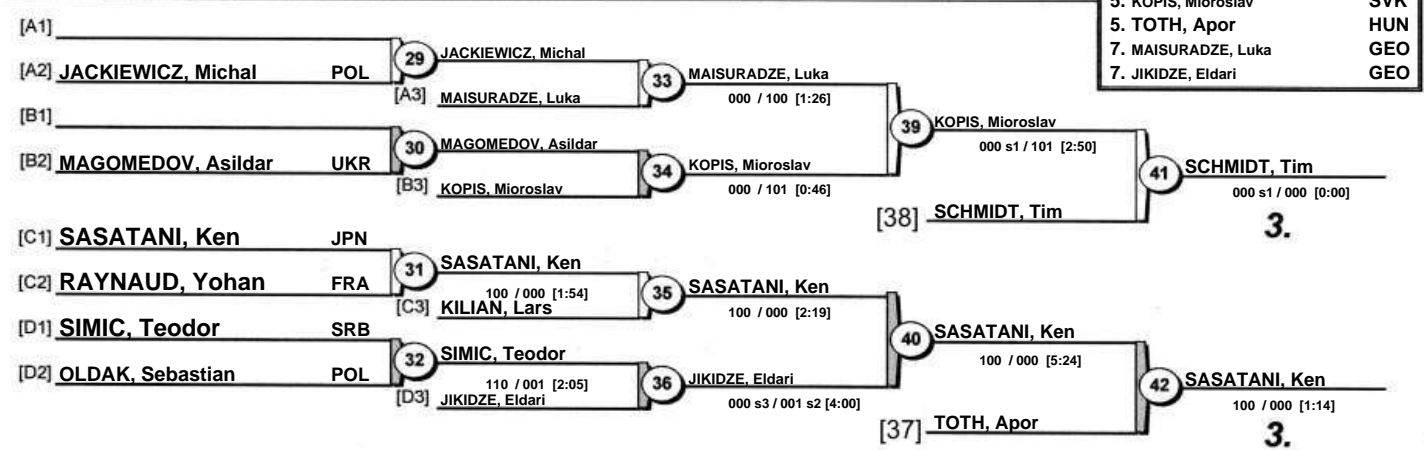 5. KOPIS, Mioroslav SVK
5. TOTH, Apor HUN
7. MAISURADZE, Luka GEO
7. JIKIDZE, Eldari GEO
[A1]
29
JACKIEWICZ, Michal
[A2] JACKIEWICZ, Michal POL
[A3] MAISURADZE, Luka
33
MAISURADZE, Luka
000 / 100 [1:26]
[B1]
30
MAGOMEDOV, Asildar
[B2] MAGOMEDOV, Asildar UKR
[B3] KOPIS, Mioroslav
34
KOPIS, Mioroslav
000 / 101 [0:46]
39
KOPIS, Mioroslav
000 s1 / 101 [2:50]
[38] SCHMIDT, Tim
41
SCHMIDT, Tim
000 s1 / 000 [0:00]
3.
[C1] SASATANI, Ken JPN
[C2] RAYNAUD, Yohan FRA
31
SASATANI, Ken
100 / 000 [1:54]
[C3] KILIAN, Lars
35
SASATANI, Ken
100 / 000 [2:19]
[D1] SIMIC, Teodor SRB
[D2] OLDAK, Sebastian POL
32
SIMIC, Teodor
110 / 001 [2:05]
[D3] JIKIDZE, Eldari
36
JIKIDZE, Eldari
000 s3 / 001 s2 [4:00]
40
SASATANI, Ken
100 / 000 [5:24]
[37] TOTH, Apor
42
SASATANI, Ken
100 / 000 [1:14]
3.